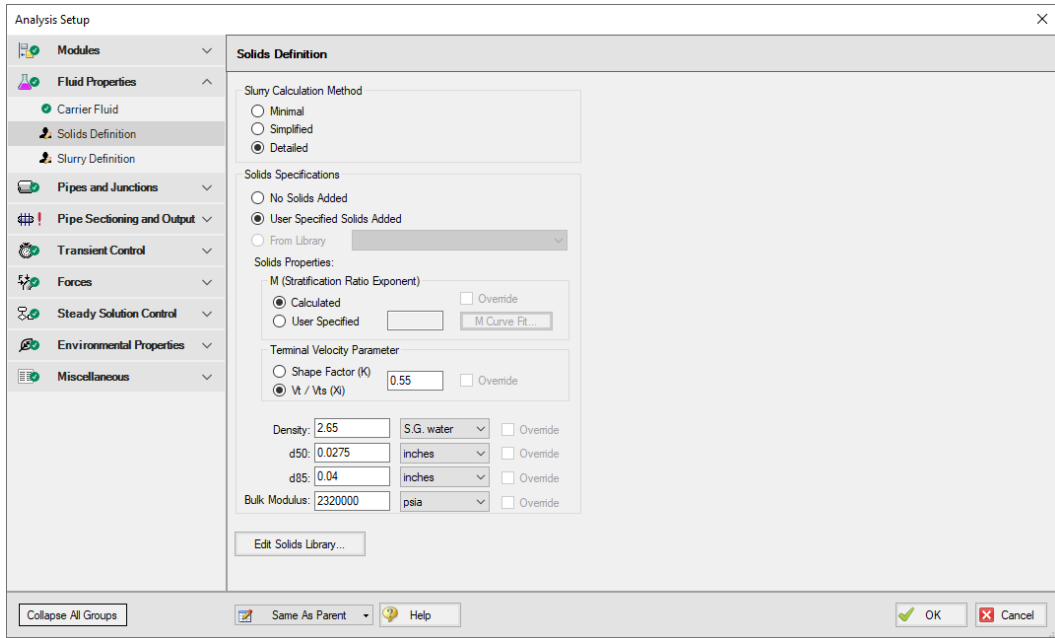 Analysis Setup
Modules
Fluid Properties
Carrier Fluid
Solids Definition
Slurry Definition
Pipes and Junctions
Pipe Sectioning and Output
Transient Control
Forces
Steady Solution Control
Environmental Properties
Miscellaneous
Solids Definition
Slurry Calculation Method
Minimal
Simplified
Detailed
Solids Specifications
No Solids Added
User Specified Solids Added
From Library
Solids Properties:
M (Stratification Ratio Exponent)
Calculated
Override
User Specified
M Curve Fit...
Terminal Velocity Parameter
Shape Factor (K)
Vt / Vts (Xi)
0.55
Override
Density: 2.65 S.G. water Override
d50: 0.0275 inches Override
d85: 0.04 inches Override
Bulk Modulus: 2320000 psia Override
Edit Solids Library...
Collapse All Groups
Same As Parent
Help
OK
Cancel